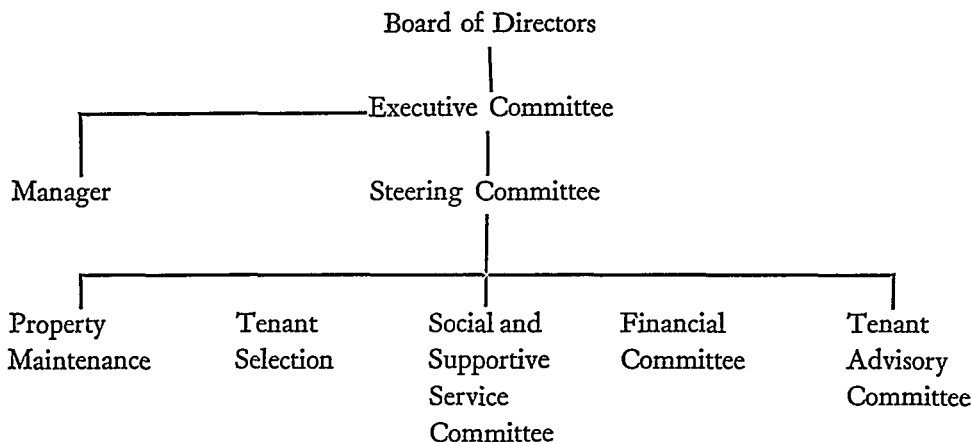 Board of Directors
Executive Committee
Manager
Steering Committee
Property
Maintenance
Tenant
Selection
Social and
Supportive
Service
Committee
Financial
Committee
Tenant
Advisory
Committee